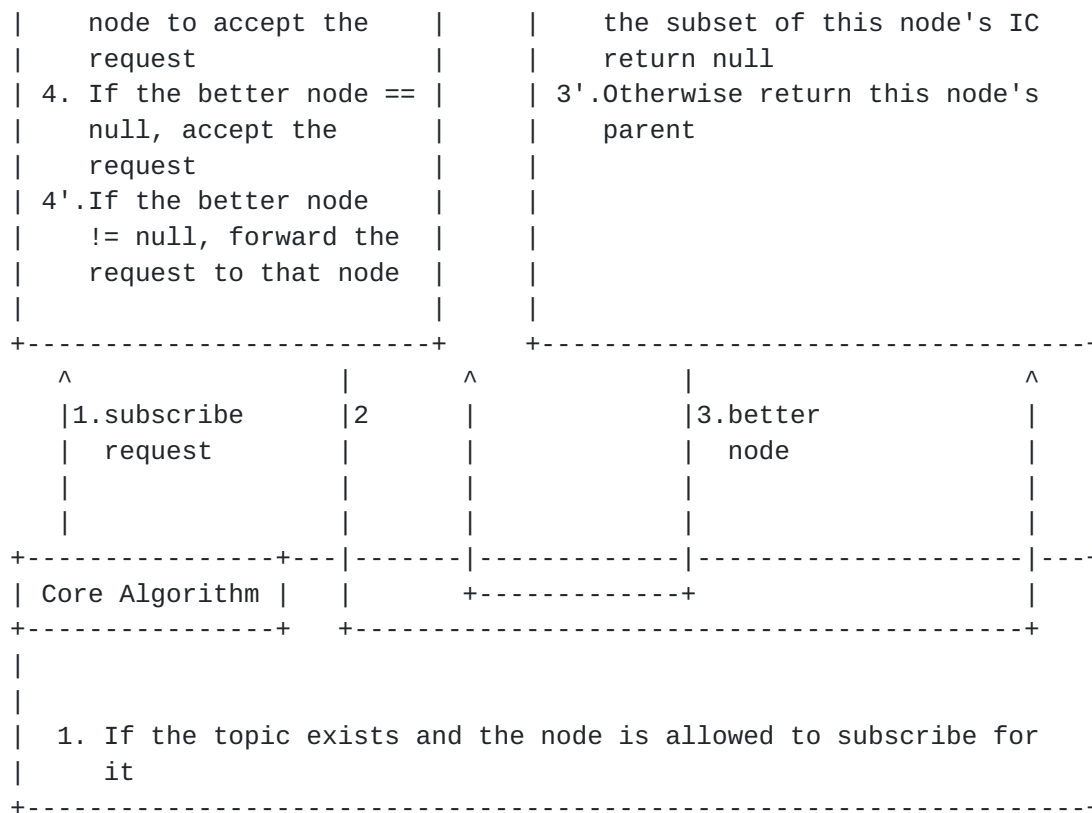 |    node to accept the    |     |    the subset of this node's IC
|    request               |     |    return null
| 4. If the better node == |     | 3'.Otherwise return this node's
|    null, accept the      |     |    parent
|    request               |     |
| 4'.If the better node    |     |
|    != null, forward the  |     |
|    request to that node  |     |
|                          |     |
+--------------------------+     +-----------------------------------+
   ^                 |       ^             |                     ^
   |1.subscribe      |2      |             |3.better             |
   |  request        |       |             |  node               |
   |                 |       |             |                     |
   |                 |       |             |                     |
+----------------+---|-------|-------------|---------------------|---+
| Core Algorithm |   |       +-------------+                     |
+----------------+   +-------------------------------------------+
|
|
|  1. If the topic exists and the node is allowed to subscribe for
|     it
+--------------------------------------------------------------------+